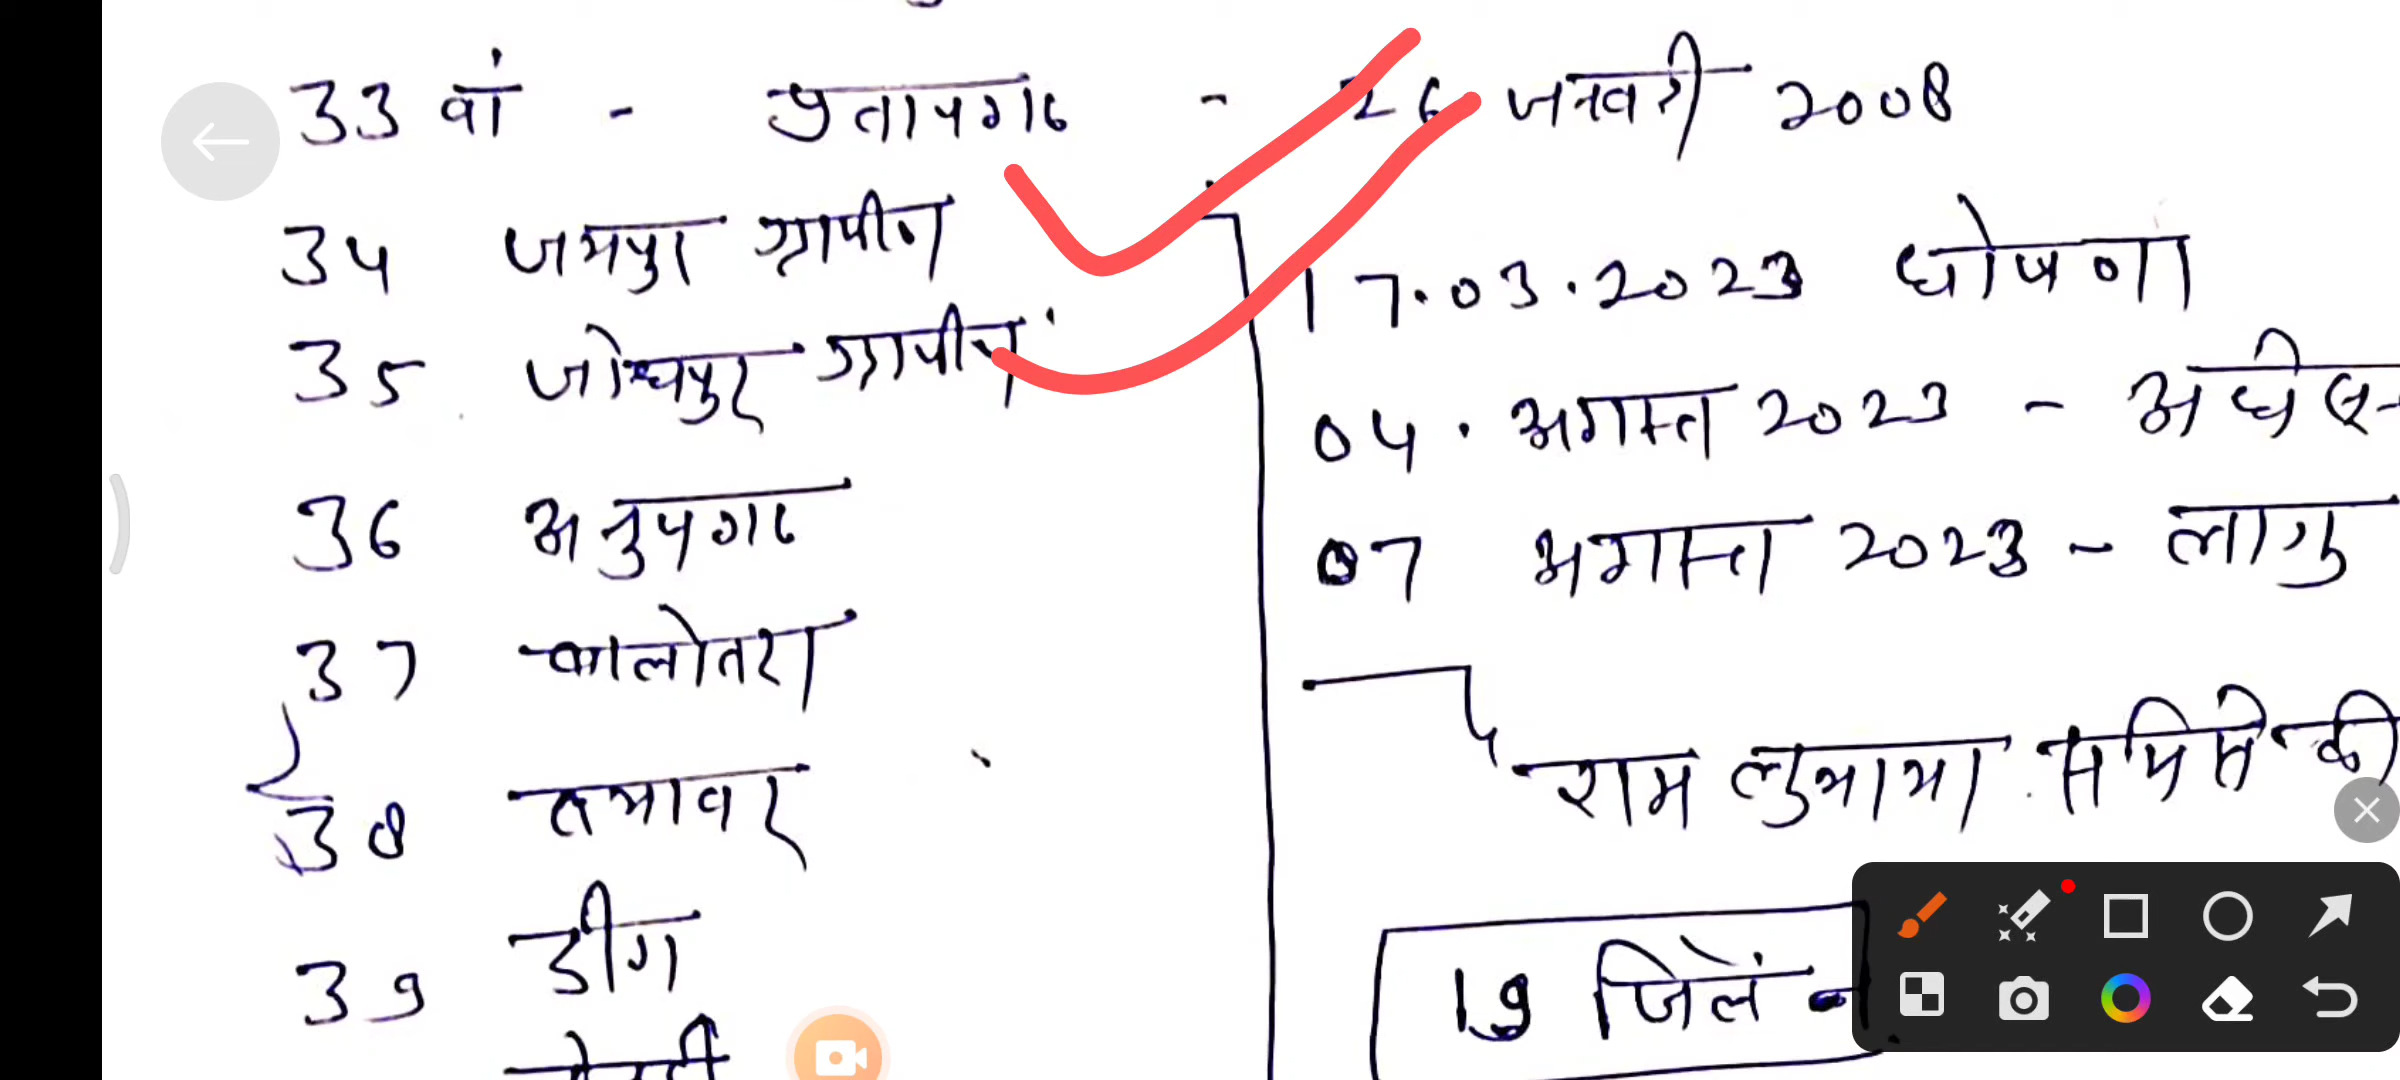 33 वां - प्रतापगढ - 26 जनवरी 2008
34 जयपुर ग्रामीण
17.03.2023 घोषणा
35 जोधपुर ग्रामीण
04. अगस्त 2023 -
36 अनुपगढ
07 अगस्त 2023 - लागु
37 बालोतरा
राम लुभाया समिति की
38 ब्यावर
39 डीग
19 जिलें